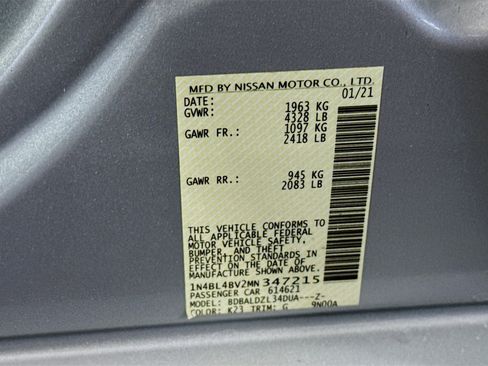 MFD BY NISSAN MOTOR CO., LTD.
DATE: 01/21
GVWR: 1963 KG
4328 LB
GAWR FR.: 1097 KG
2418 LB
GAWR RR.: 945 KG
2083 LB
THIS VEHICLE CONFORMS TO
ALL APPLICABLE FEDERAL
MOTOR VEHICLE SAFETY,
BUMPER, AND THEFT
PREVENTION STANDARDS
IN EFFECT ON THE DATE OF
MANUFACTURE SHOWN ABOVE.
1N4BL4BV2MN347215
PASSENGER CAR 614621
MODEL: BDBALDZL34DUA---Z-
COLOR: K23 TRIM: G 9N00A